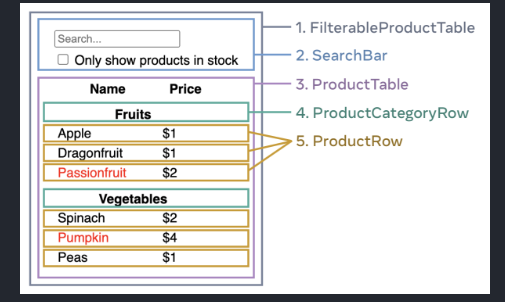 1. FilterableProductTable
Search...
Only show products in stock
2. SearchBar
Name Price
3. ProductTable
Fruits
4. ProductCategoryRow
Apple $1
Dragonfruit $1
5. ProductRow
Passionfruit $2
Vegetables
Spinach $2
Pumpkin $4
Peas $1